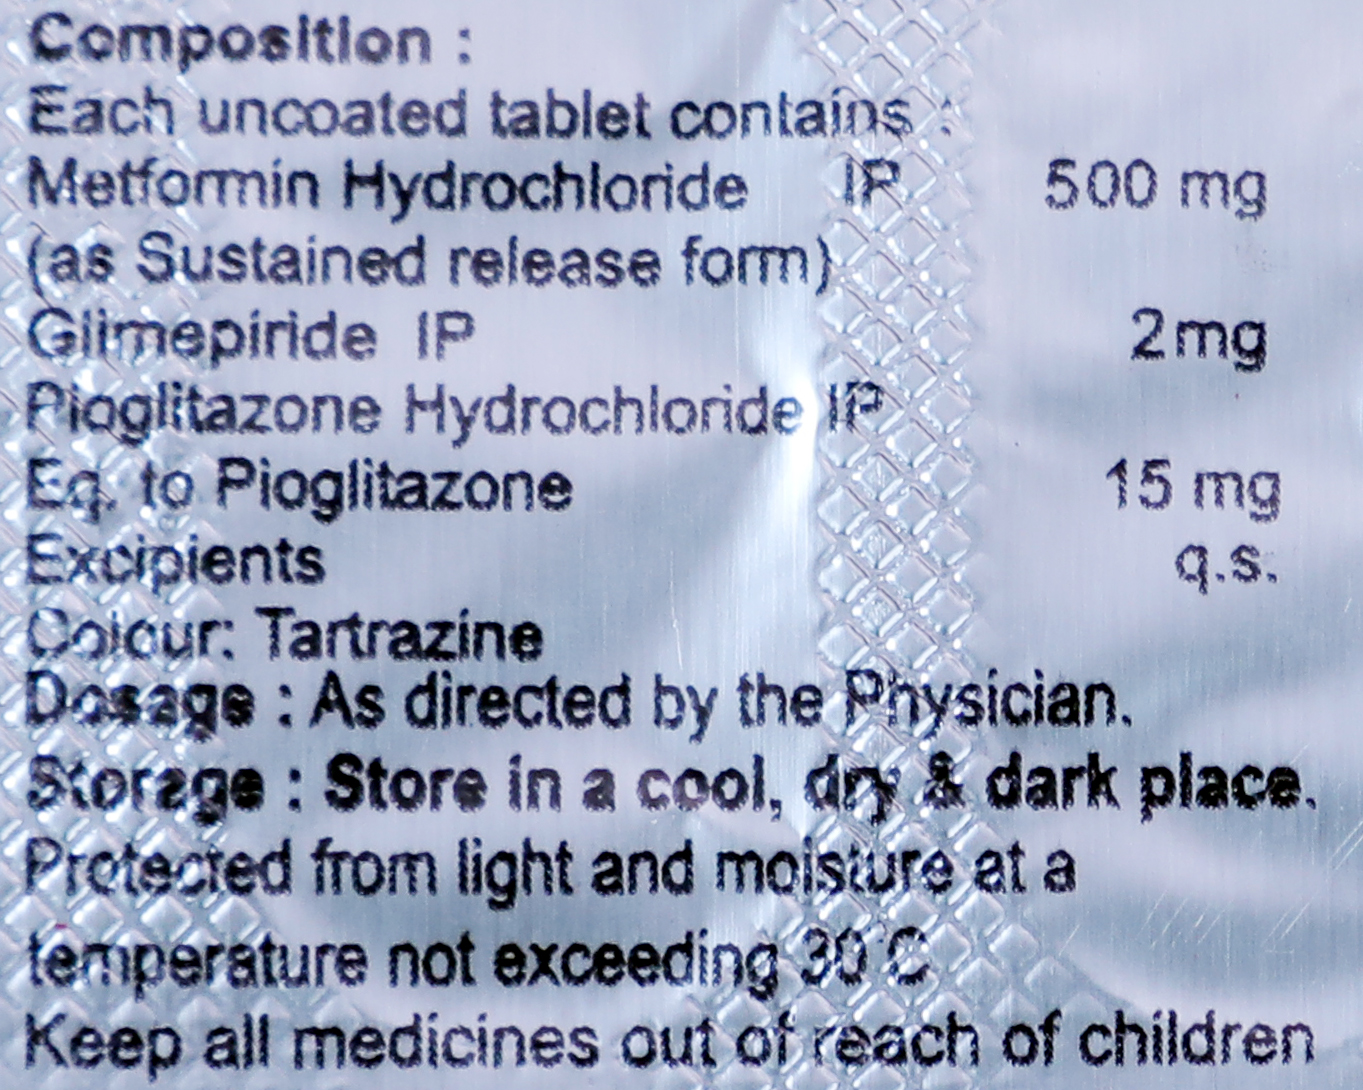 Composition :
Each uncoated tablet contains :
Metformin Hydrochloride IP 500 mg
(as Sustained release form)
Glimepiride IP 2mg
Pioglitazone Hydrochloride IP
Eq. to Pioglitazone 15 mg
Excipients q.s.
Colour: Tartrazine
Dosage : As directed by the Physician.
Storage : Store in a cool, dry & dark place.
Protected from light and moisture at a
temperature not exceeding 30°C
Keep all medicines out of reach of children